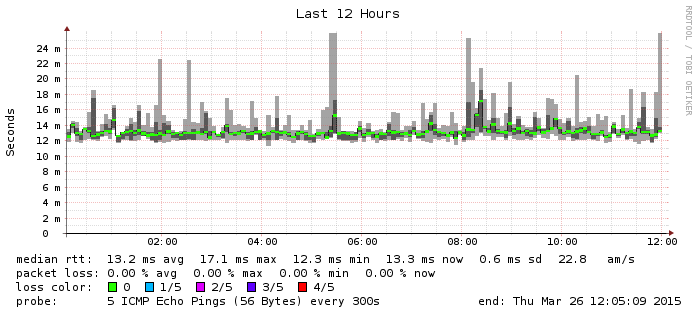 Last 12 Hours
RRDTOOL / TOBI OETIKER
Seconds
24 m
22 m
20 m
18 m
16 m
14 m
12 m
10 m
8 m
6 m
4 m
2 m
0
02:00 04:00 06:00 08:00 10:00 12:00
median rtt: 13.2 ms avg 17.1 ms max 12.3 ms min 13.3 ms now 0.6 ms sd 22.8 am/s
packet loss: 0.00 % avg 0.00 % max 0.00 % min 0.00 % now
loss color: 0 1/5 2/5 3/5 4/5
probe: 5 ICMP Echo Pings (56 Bytes) every 300s end: Thu Mar 26 12:05:09 2015